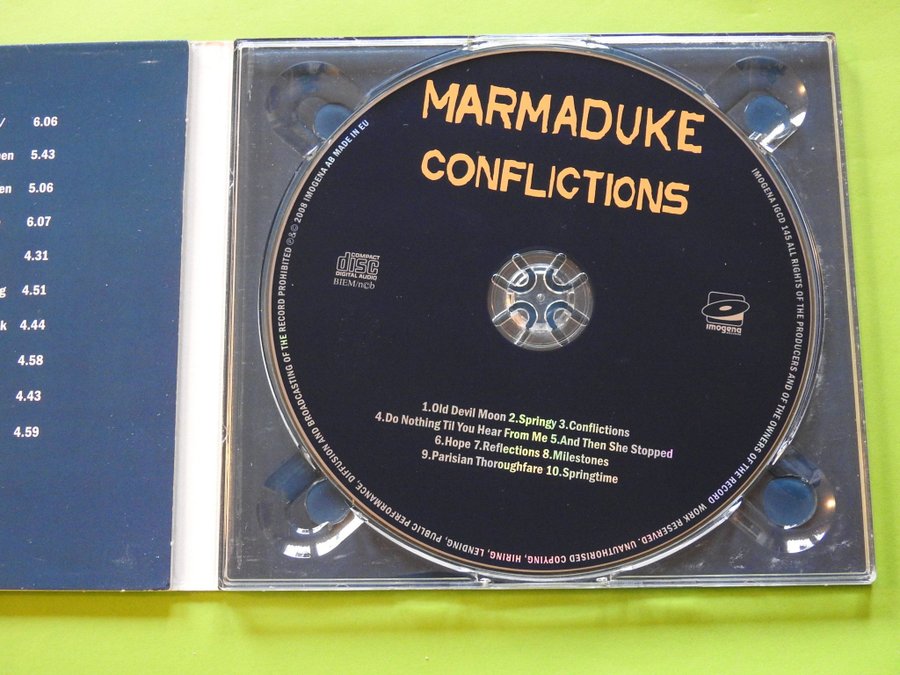 / 6.06
en 5.43
en 5.06
6.07
4.31
g 4.51
k 4.44
4.58
4.43
4.59
MARMADUKE
CONFLICTIONS
COMPACT
disc
DIGITAL AUDIO
BIEM/n©b
imogena
1.Old Devil Moon 2.Springy 3.Conflictions
4.Do Nothing Til You Hear From Me 5.And Then She Stopped
6.Hope 7.Reflections 8.Milestones
9.Parisian Thoroughfare 10.Springtime
IMOGENA IGCD 145 ALL RIGHTS OF THE PRODUCERS AND OF THE OWNERS OF THE RECORD WORK RESERVED. UNAUTHORISED COPYING, HIRING, LENDING, PUBLIC PERFORMANCE, DIFFUSION AND BROADCASTING OF THE RECORD PROHIBITED ℗&© 2008 IMOGENA AB MADE IN EU